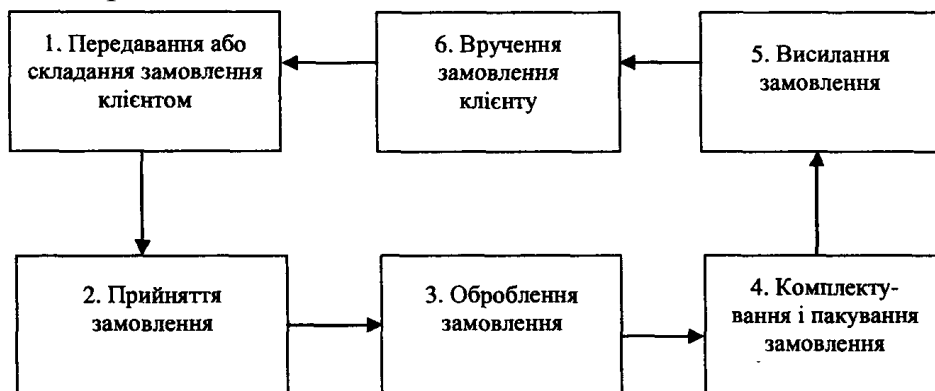 1. Передавання або
складання замовлення
клієнтом
6. Вручення
замовлення
клієнту
5. Висилання
замовлення
2. Прийняття
замовлення
3. Оброблення
замовлення
4. Комплекту-
вання і пакування
замовлення